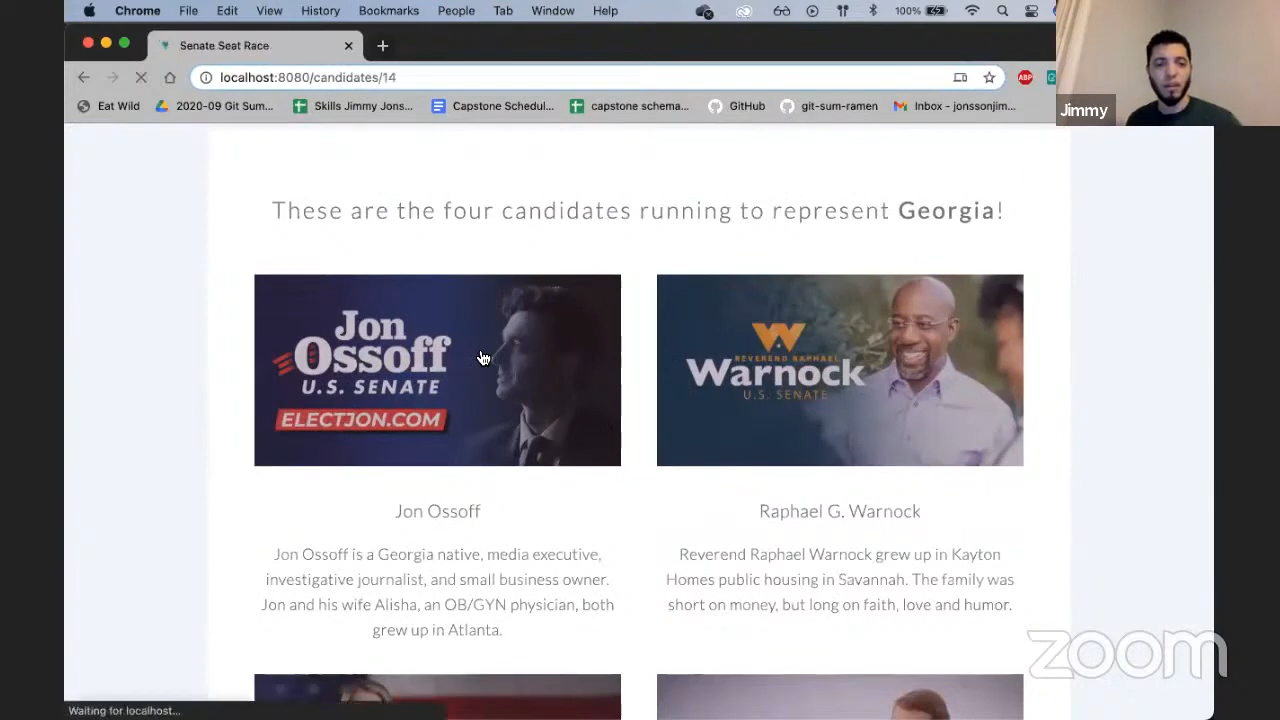 Chrome File Edit View History Bookmarks People Tab Window Help 100%
Senate Seat Race
localhost:8080/candidates/14
ABP
Eat Wild 2020-09 Git Sum... Skills Jimmy Jons... Capstone Schedul... capstone schema... GitHub git-sum-ramen Inbox - jonssonjim...
Jimmy
These are the four candidates running to represent Georgia!
Jon
Ossoff
U.S. SENATE
ELECTJON.COM
W
REVEREND RAPHAEL
Warnock
U.S. SENATE
Jon Ossoff
Jon Ossoff is a Georgia native, media executive,
investigative journalist, and small business owner.
Jon and his wife Alisha, an OB/GYN physician, both
grew up in Atlanta.
Raphael G. Warnock
Reverend Raphael Warnock grew up in Kayton
Homes public housing in Savannah. The family was
short on money, but long on faith, love and humor.
zoom
Waiting for localhost...